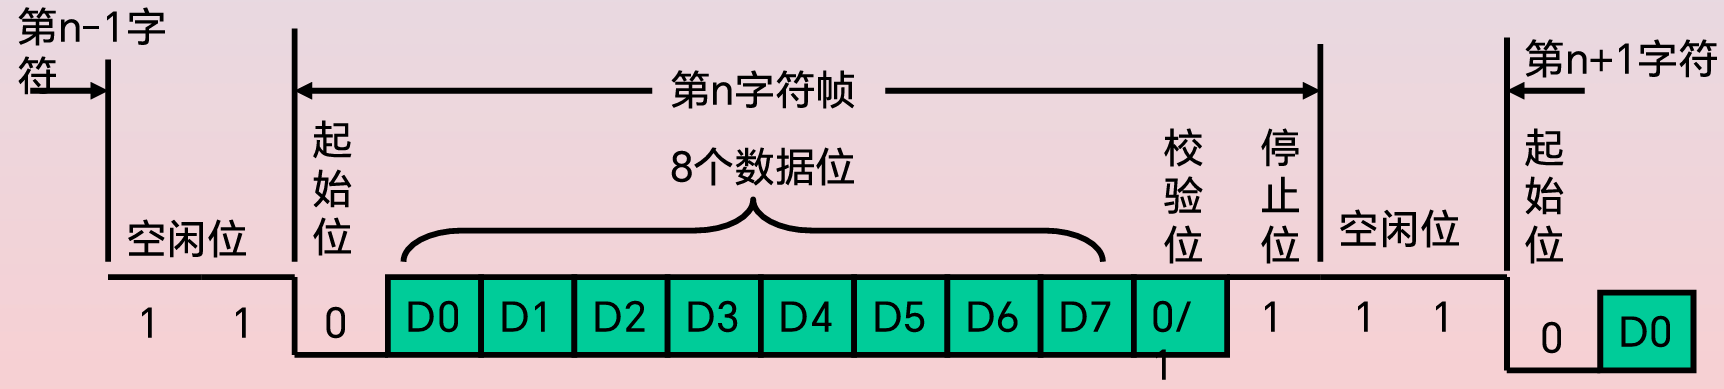 第n-1字
符
第n字符帧
第n+1字符
8个数据位
空闲位
起始位
校验位
停止位
空闲位
起始位
1 1 0 D0 D1 D2 D3 D4 D5 D6 D7 0/1 1 1 1 0 D0